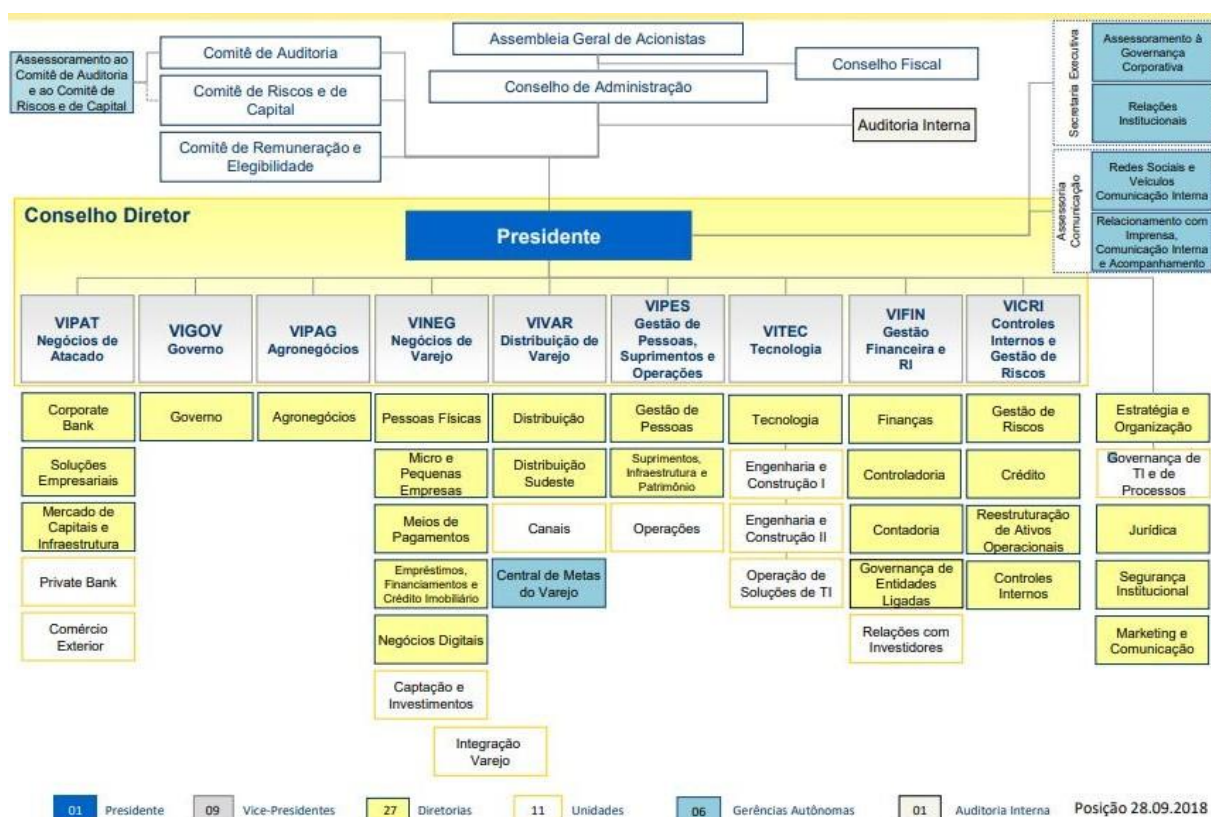 Assembleia Geral de Acionistas
Conselho Fiscal
Conselho de Administração
Auditoria Interna
Assessoramento ao
Comitê de Auditoria
e ao Comitê de
Riscos e de Capital
Comitê de Auditoria
Comitê de Riscos e de
Capital
Comitê de Remuneração e
Elegibilidade
Secretaria Executiva
Assessoramento à
Governança
Corporativa
Relações
Institucionais
Assessoria
Comunicação
Redes Sociais e
Veículos
Comunicação Interna
Relacionamento com
Imprensa,
Comunicação Interna
e Acompanhamento
Conselho Diretor
Presidente
VIPAT
Negócios de
Atacado
VIGOV
Governo
VIPAG
Agronegócios
VINEG
Negócios de
Varejo
VIVAR
Distribuição de
Varejo
VIPES
Gestão de
Pessoas,
Suprimentos e
Operações
VITEC
Tecnologia
VIFIN
Gestão
Financeira e
RI
VICRI
Controles
Internos e
Gestão de
Riscos
Corporate
Bank
Soluções
Empresariais
Mercado de
Capitais e
Infraestrutura
Private Bank
Comércio
Exterior
Governo
Agronegócios
Pessoas Físicas
Micro e
Pequenas
Empresas
Meios de
Pagamentos
Empréstimos,
Financiamentos e
Crédito Imobiliário
Negócios Digitais
Captação e
Investimentos
Integração
Varejo
Distribuição
Distribuição
Sudeste
Canais
Central de Metas
do Varejo
Gestão de
Pessoas
Suprimentos,
Infraestrutura e
Patrimônio
Operações
Tecnologia
Engenharia e
Construção I
Engenharia e
Construção II
Operação de
Soluções de TI
Finanças
Controladoria
Contadoria
Governança de
Entidades
Ligadas
Relações com
Investidores
Gestão de
Riscos
Crédito
Reestruturação
de Ativos
Operacionais
Controles
Internos
Estratégia e
Organização
Governança de
TI e de
Processos
Jurídica
Segurança
Institucional
Marketing e
Comunicação
01 Presidente
09 Vice-Presidentes
27 Diretorias
11 Unidades
06 Gerências Autônomas
01 Auditoria Interna
Posição 28.09.2018